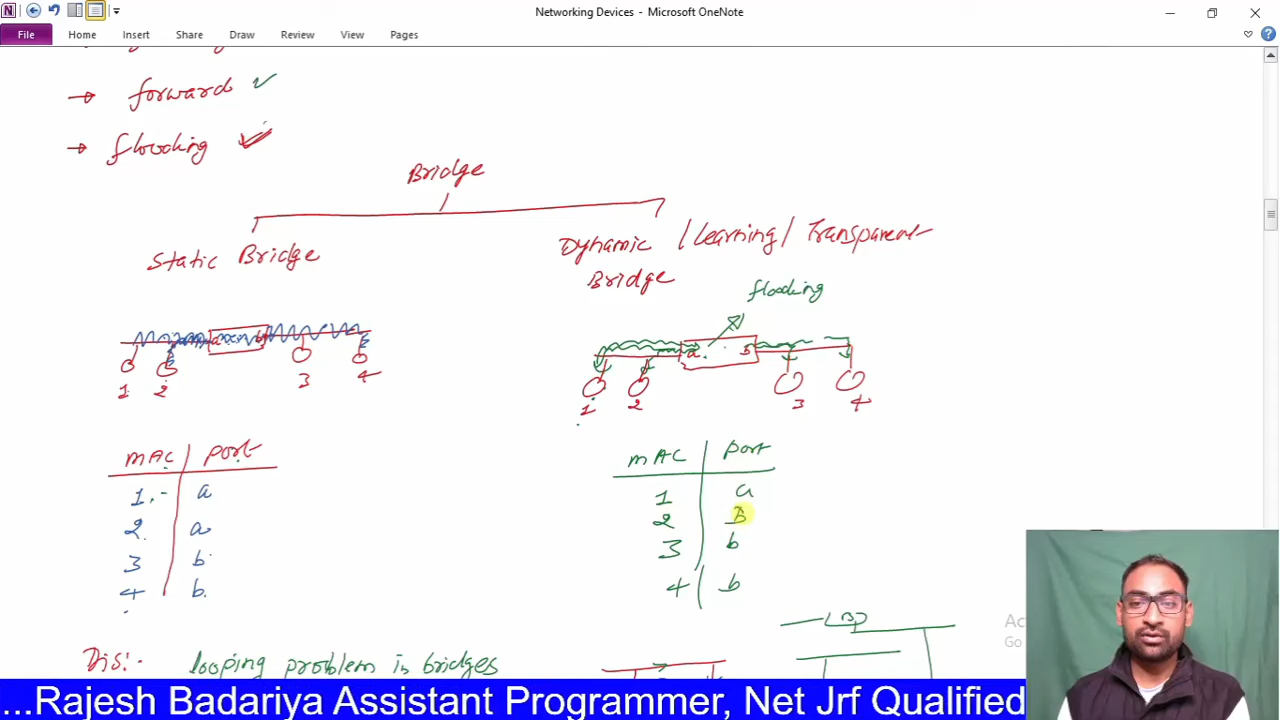 Networking Devices - Microsoft OneNote
File Home Insert Share Draw Review View Pages
→ forward ✓
→ flooding ✓
Bridge
Static Bridge
Dynamic / Learning / Transparent
Bridge
flooding
a b
1 2 3 4
a b
1 2 3 4
MAC Port
1 a
2 a
3 b
4 b
MAC Port
1 a
2
3 b
4 b
Dis:- looping problem in bridges
...Rajesh Badariya Assistant Programmer, Net Jrf Qualified